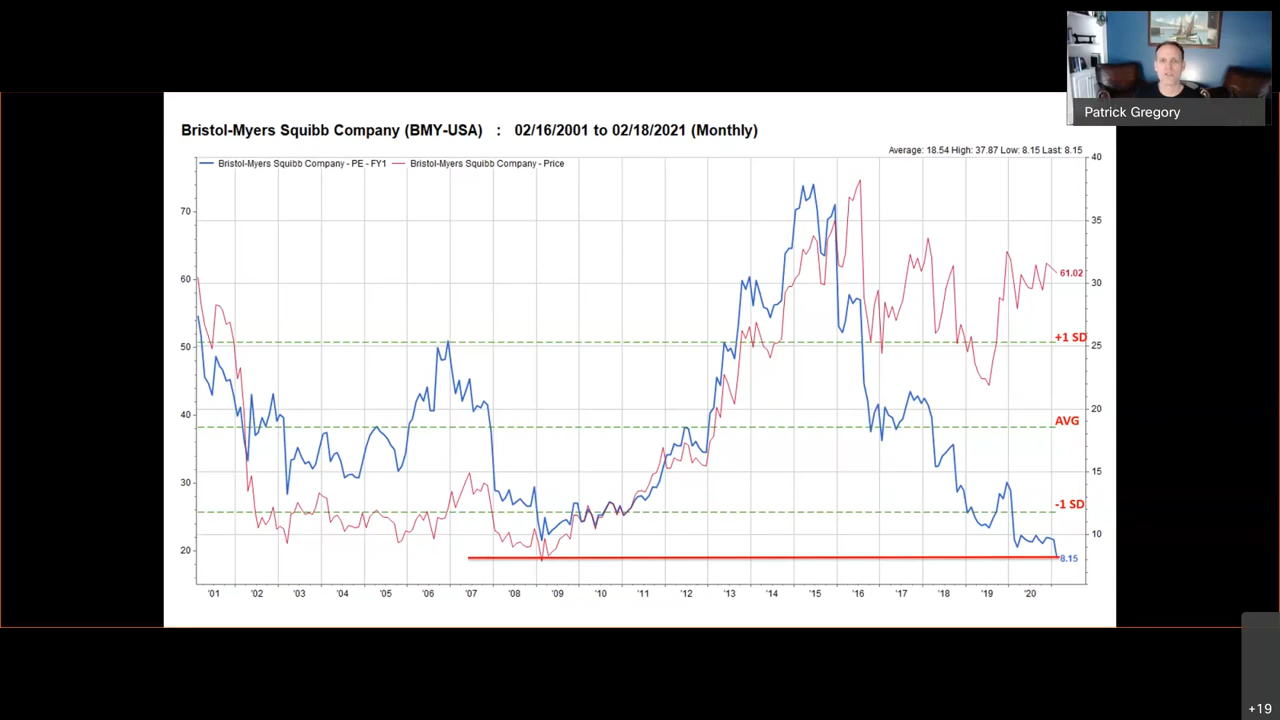 Patrick Gregory
Bristol-Myers Squibb Company (BMY-USA) : 02/16/2001 to 02/18/2021 (Monthly)
Average: 18.54 High: 37.87 Low: 8.15 Last: 8.15
Bristol-Myers Squibb Company - PE - FY1 Bristol-Myers Squibb Company - Price
40
70
35
60
30
61.02
50
25
+1 SD
40
20
AVG
30
15
-1 SD
20
10
8.15
'01 '02 '03 '04 '05 '06 '07 '08 '09 '10 '11 '12 '13 '14 '15 '16 '17 '18 '19 '20
+19